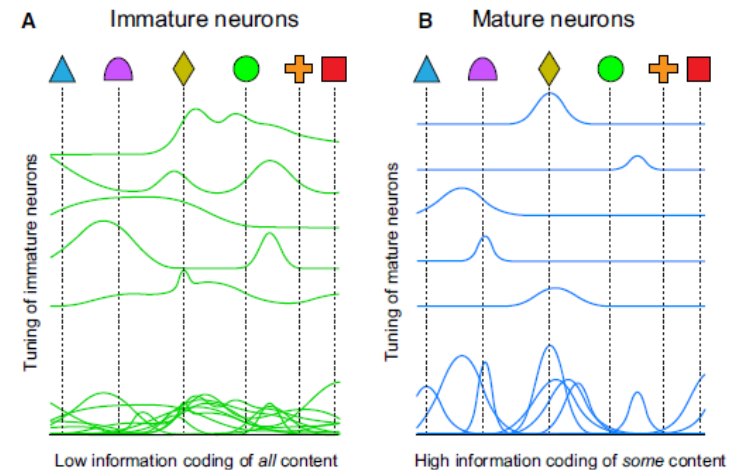 A Immature neurons
B Mature neurons
Tuning of immature neurons
Tuning of mature neurons
Low information coding of all content
High information coding of some content